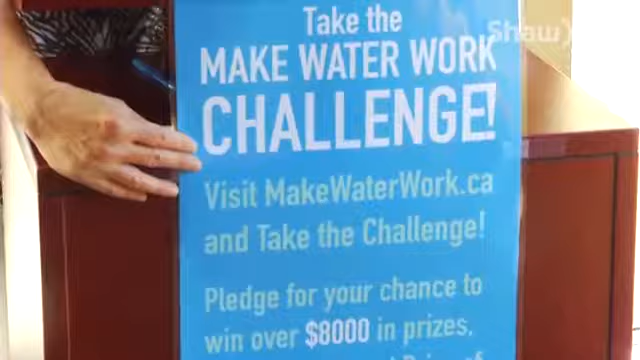 Take the
MAKE WATER WORK
CHALLENGE!
Visit MakeWaterWork.ca
and Take the Challenge!
Pledge for your chance to
win over $8000 in prizes.
Shaw)